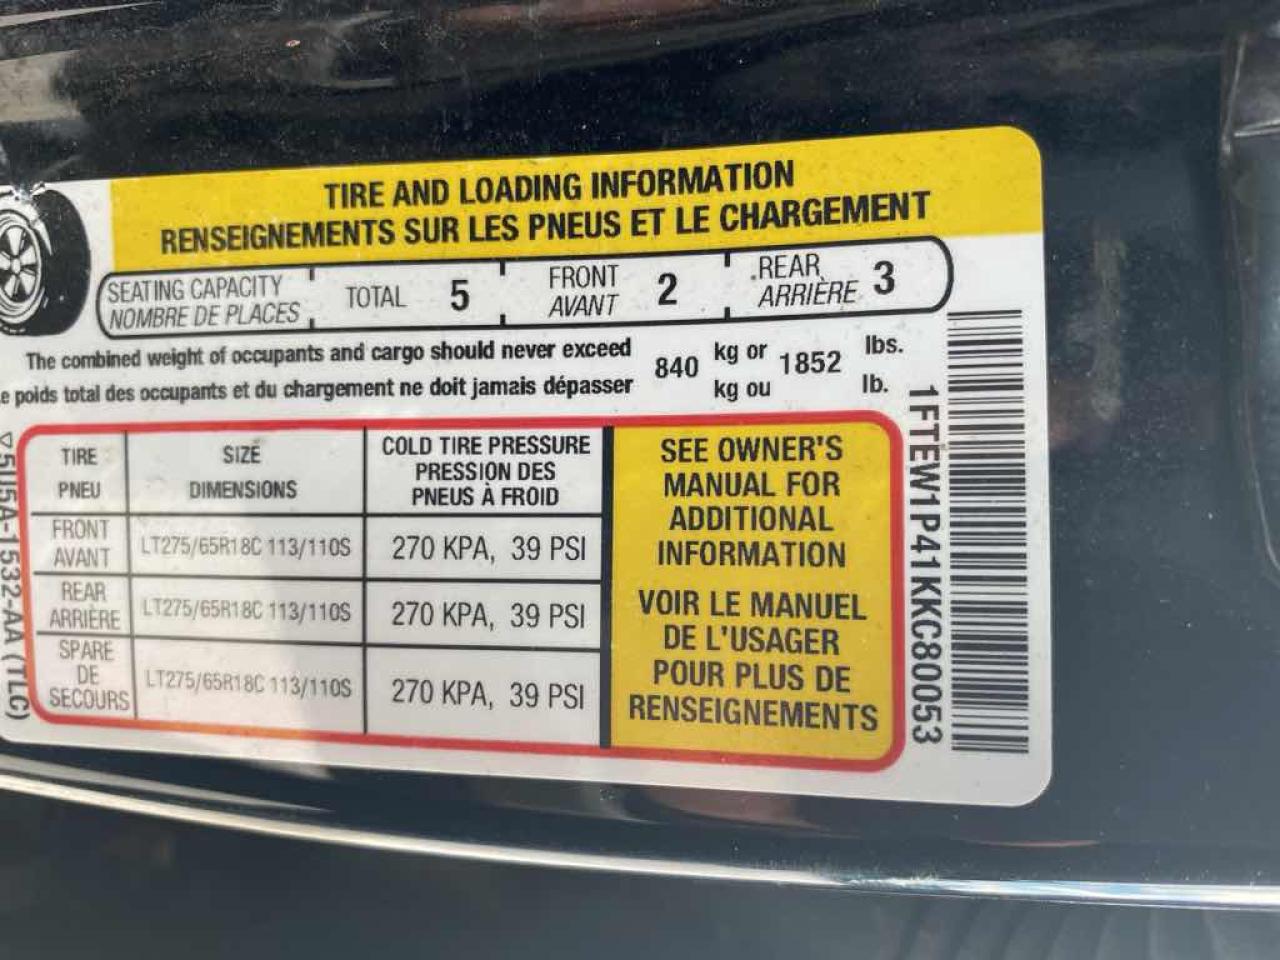 TIRE AND LOADING INFORMATION
RENSEIGNEMENTS SUR LES PNEUS ET LE CHARGEMENT
SEATING CAPACITY
NOMBRE DE PLACES
TOTAL 5
FRONT
AVANT
2
REAR
ARRIÈRE
3
The combined weight of occupants and cargo should never exceed 840 kg or 1852 lbs.
e poids total des occupants et du chargement ne doit jamais dépasser kg ou lb.
TIRE
PNEU
SIZE
DIMENSIONS
COLD TIRE PRESSURE
PRESSION DES
PNEUS À FROID
FRONT
AVANT
LT275/65R18C 113/110S
270 KPA, 39 PSI
REAR
ARRIÈRE
LT275/65R18C 113/110S
270 KPA, 39 PSI
SPARE
DE
SECOURS
LT275/65R18C 113/110S
270 KPA, 39 PSI
SEE OWNER'S
MANUAL FOR
ADDITIONAL
INFORMATION
VOIR LE MANUEL
DE L'USAGER
POUR PLUS DE
RENSEIGNEMENTS
1FTEW1P41KKC80053
5U5A-1532-AA (TLC)